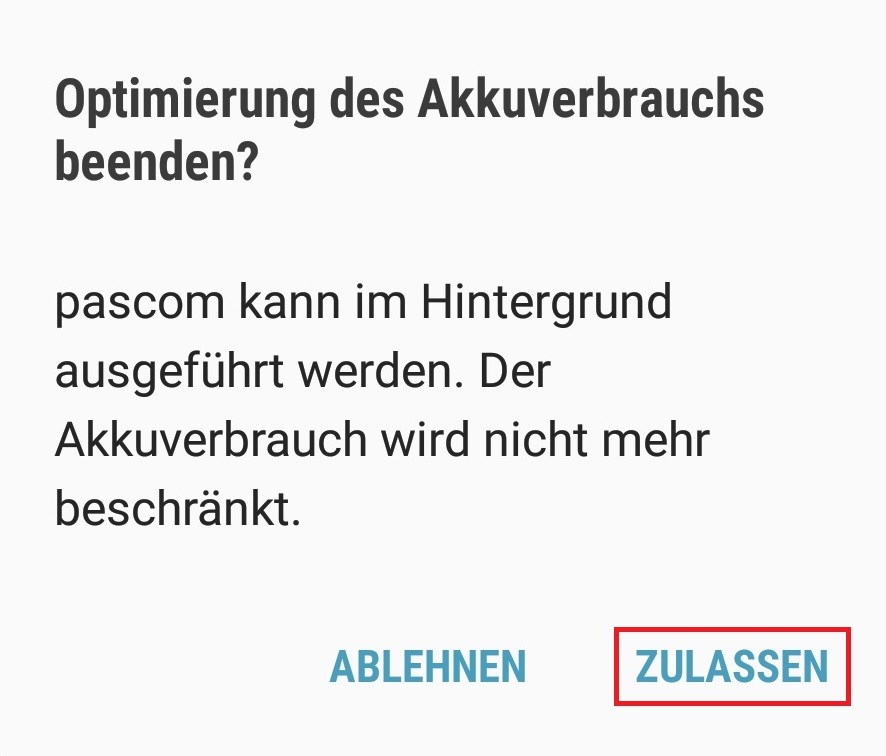 Optimierung des Akkuverbrauchs
beenden?
pascom kann im Hintergrund
ausgeführt werden. Der
Akkuverbrauch wird nicht mehr
beschränkt.
ABLEHNEN ZULASSEN